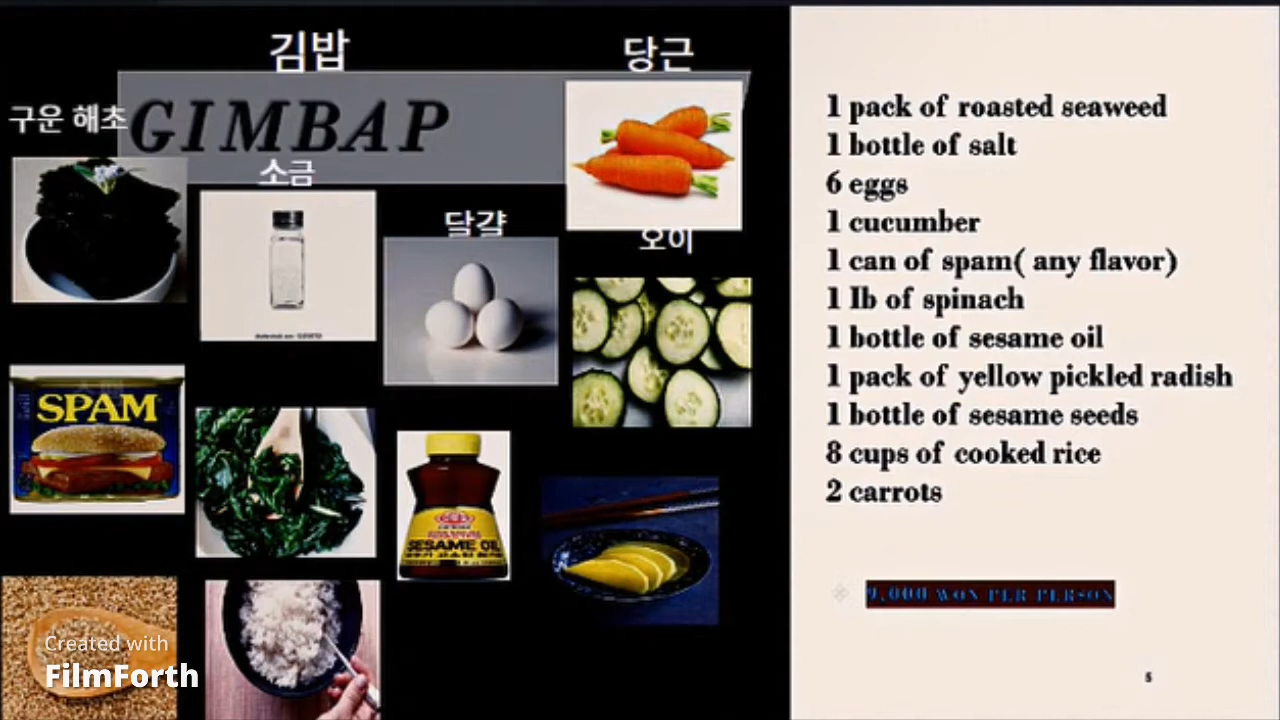 김밥
당근
구운 해초
GIMBAP
소금
달걀
오이
SPAM
SESAME OIL
Created with
FilmForth
1 pack of roasted seaweed
1 bottle of salt
6 eggs
1 cucumber
1 can of spam( any flavor)
1 lb of spinach
1 bottle of sesame oil
1 pack of yellow pickled radish
1 bottle of sesame seeds
8 cups of cooked rice
2 carrots
9,000 WON PER PERSON
5